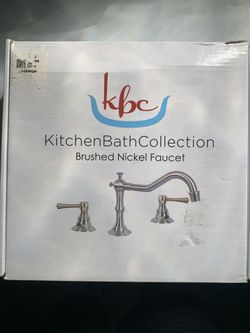 kbc
KitchenBathCollection
Brushed Nickel Faucet